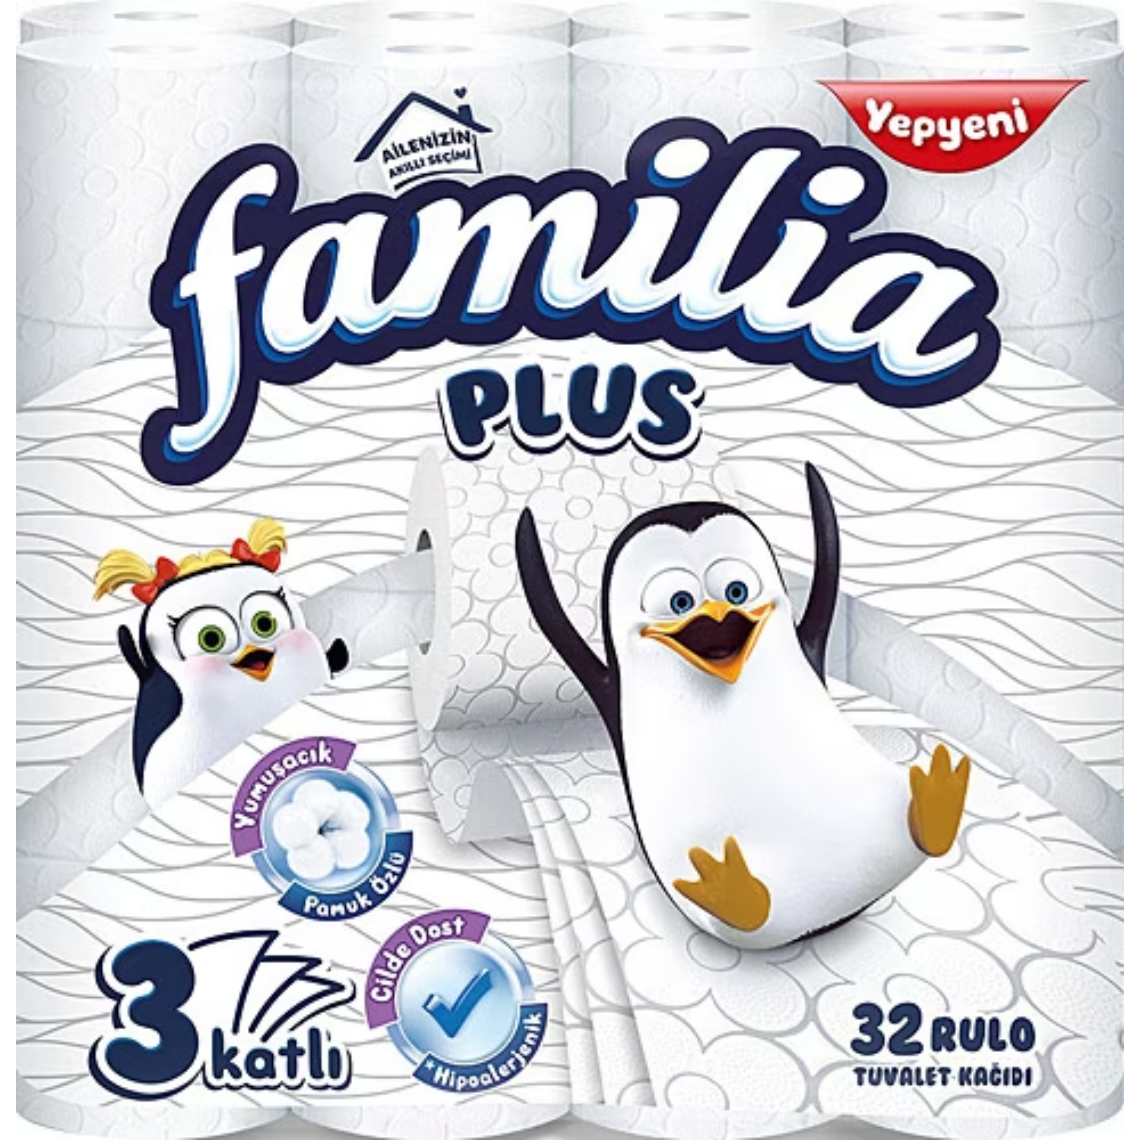 AİLENİZİN
AKILLI SEÇİMİ
Yepyeni
familia
PLUS
Yumuşacık
Pamuk Özlü
Cilde Dost
*Hipoalerjenik
3 katlı
32 RULO
TUVALET KAĞIDI